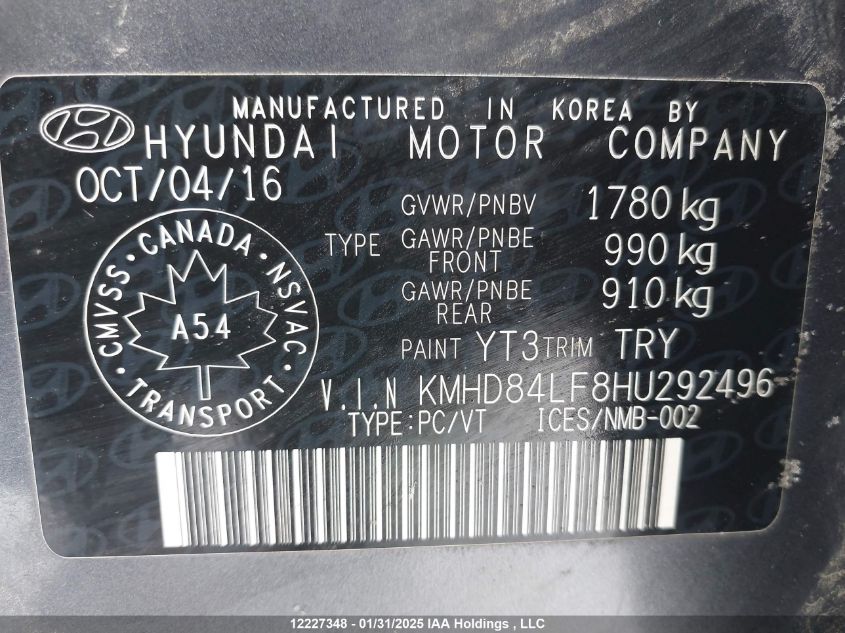 MANUFACTURED IN KOREA BY
HYUNDAI MOTOR COMPANY
OCT/04/16
GVWR/PNBV 1780 kg
TYPE GAWR/PNBE FRONT 990 kg
GAWR/PNBE REAR 910 kg
PAINT YT3 TRIM TRY
V.I.N KMHD84LF8HU292496
TYPE:PC/VT ICES/NMB-002
CMVSS · CANADA · NSVAC
A54
TRANSPORT
12227348 - 01/31/2025 IAA Holdings , LLC